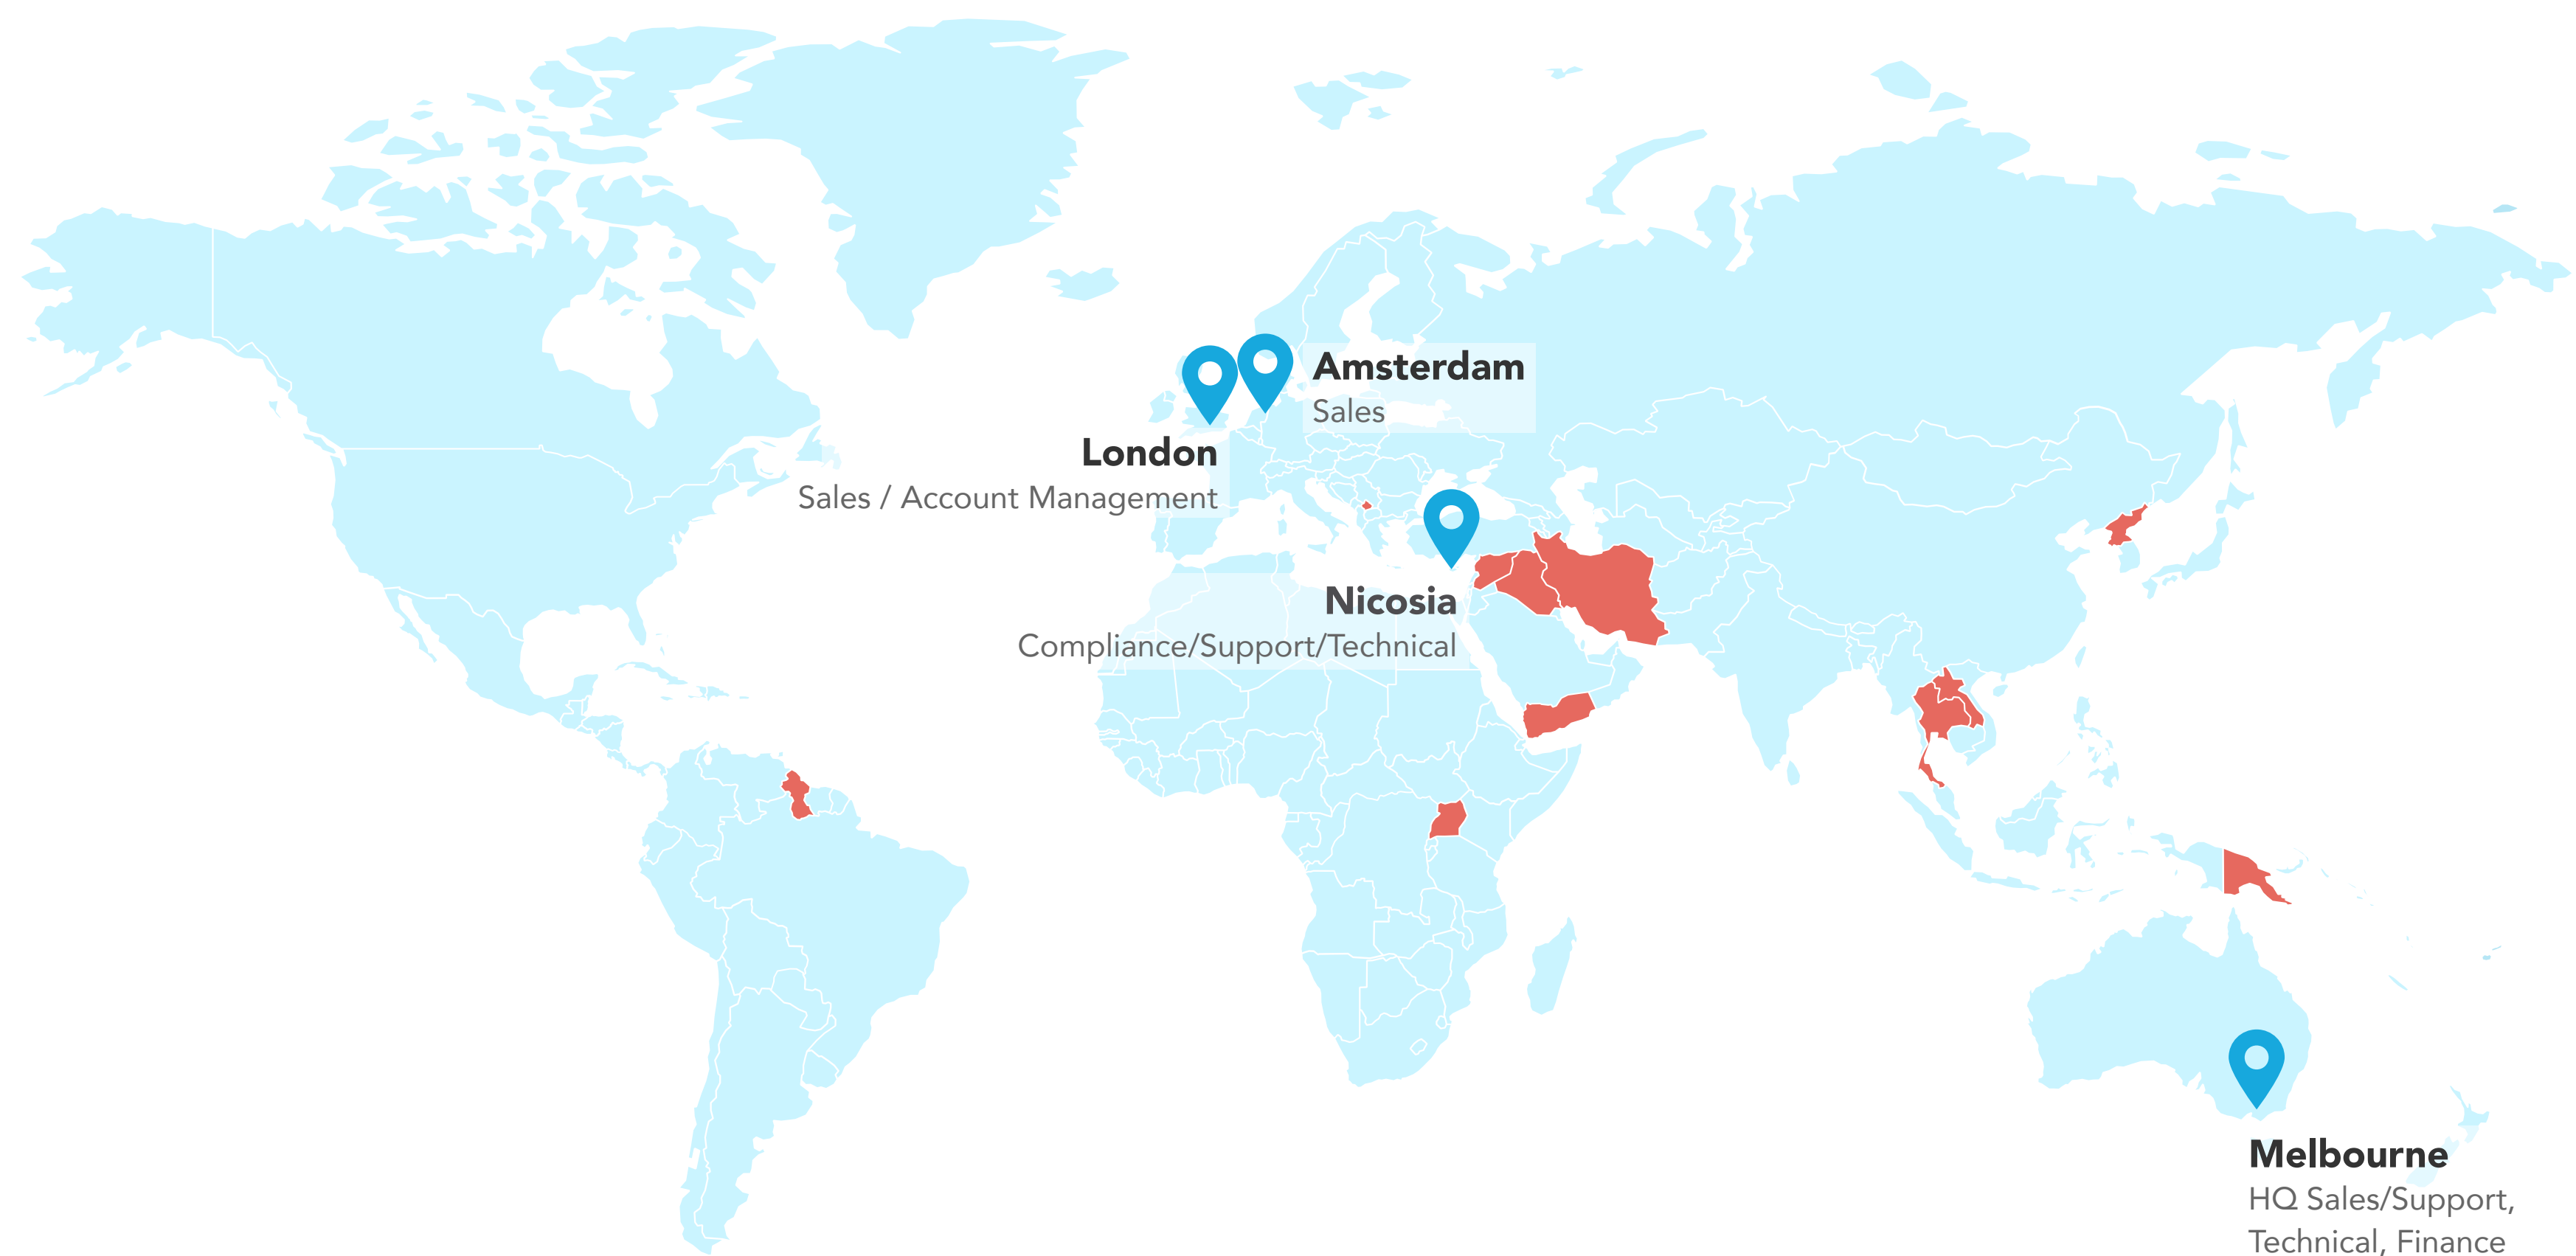 Amsterdam
Sales
London
Sales / Account Management
Nicosia
Compliance/Support/Technical
Melbourne
HQ Sales/Support,
Technical, Finance